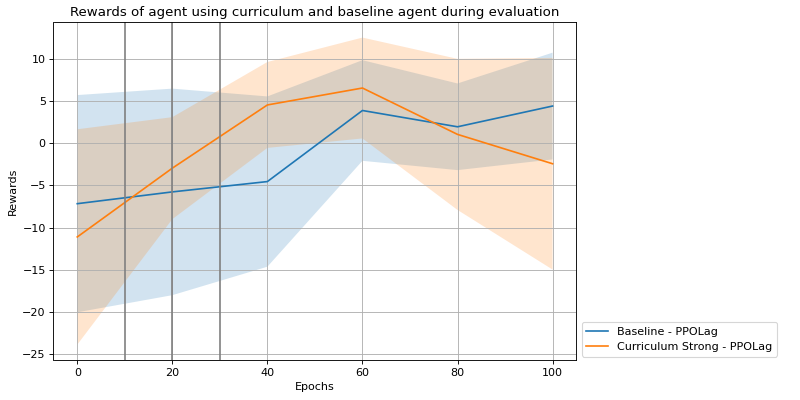 Rewards of agent using curriculum and baseline agent during evaluation
10
5
0
−5
−10
−15
−20
−25
Rewards
0 20 40 60 80 100
Epochs
Baseline - PPOLag
Curriculum Strong - PPOLag